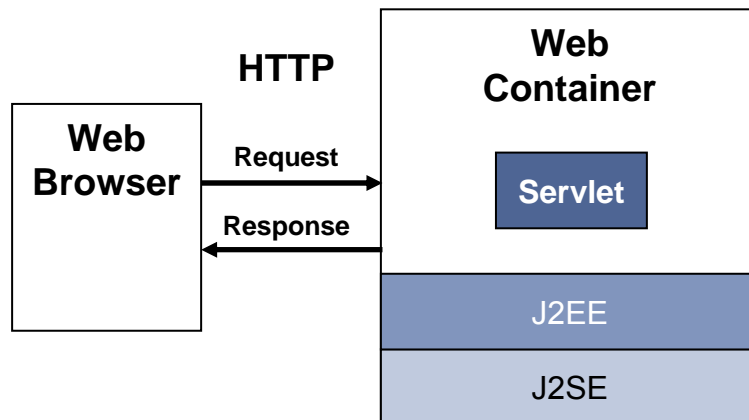 HTTP
Web
Browser
Request
Response
Web
Container
Servlet
J2EE
J2SE